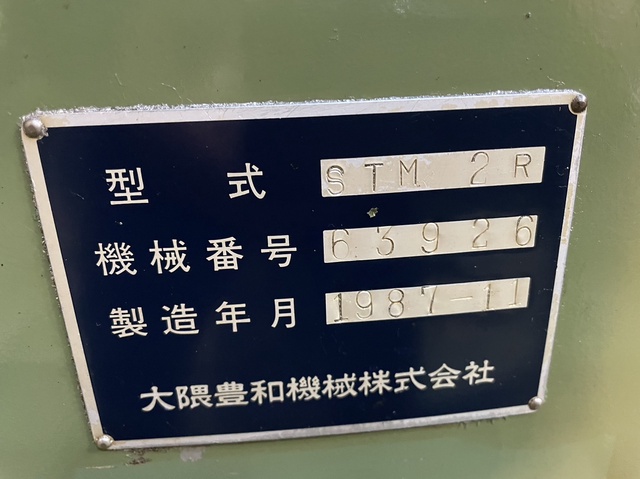 型式 STM 2R
機械番号 63926
製造年月 1987-11
大隈豊和機械株式会社